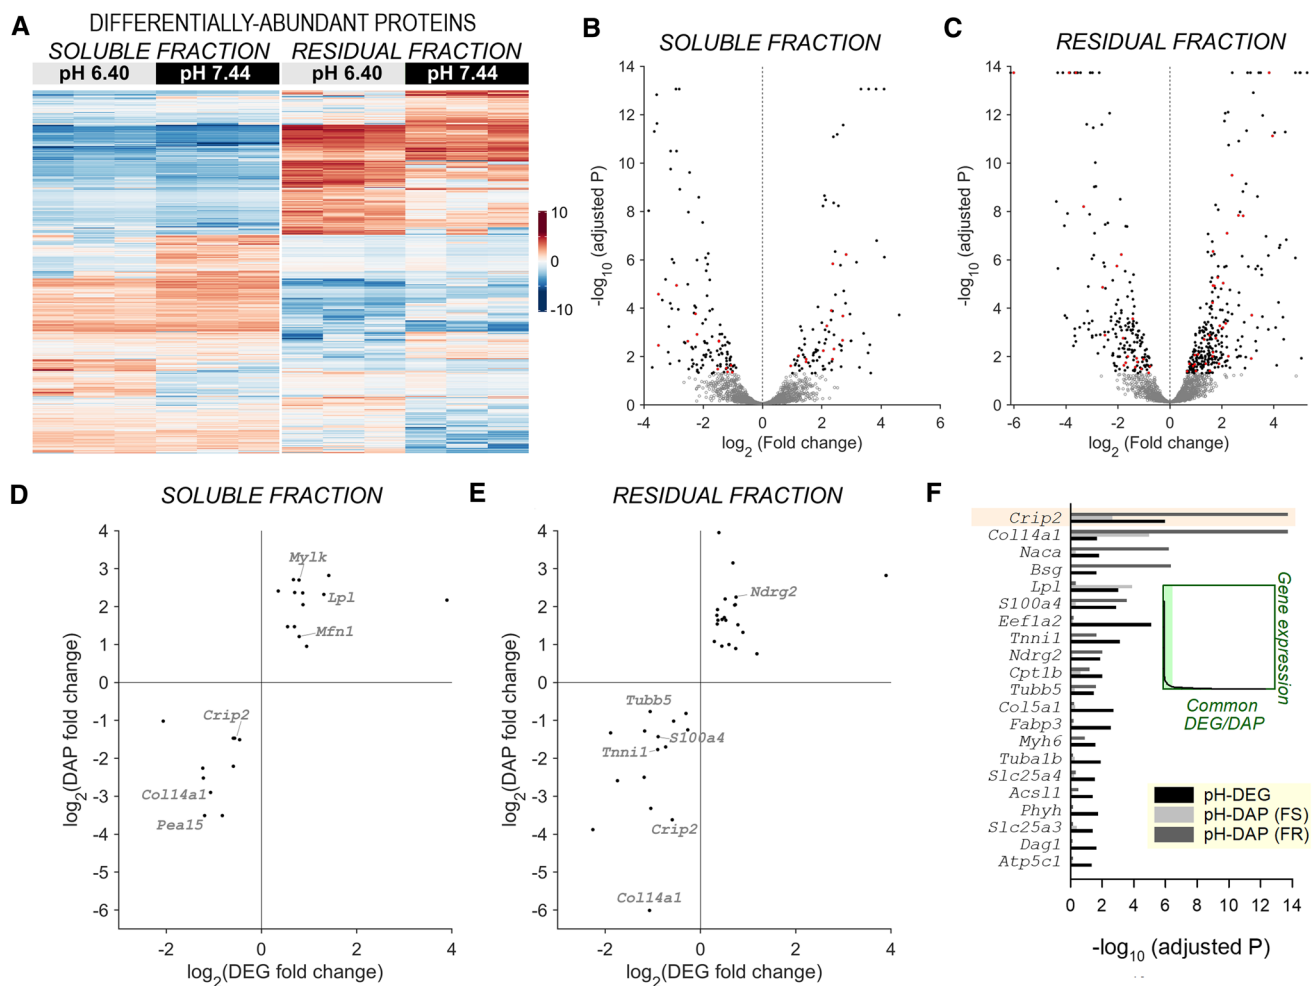 A
DIFFERENTIALLY-ABUNDANT PROTEINS
SOLUBLE FRACTION
RESIDUAL FRACTION
pH 6.40
pH 7.44
pH 6.40
pH 7.44
10
0
-10
B
SOLUBLE FRACTION
14
12
10
8
6
4
2
0
-log10 (adjusted P)
-4
-2
0
2
4
6
log2 (Fold change)
C
RESIDUAL FRACTION
14
12
10
8
6
4
2
0
-log10 (adjusted P)
-6
-4
-2
0
2
4
log2 (Fold change)
D
SOLUBLE FRACTION
4
3
2
1
0
-1
-2
-3
-4
-5
-6
log2(DAP fold change)
Mylk
Lpl
Mfn1
Crip2
Col14a1
Pea15
-2
0
2
4
log2(DEG fold change)
E
RESIDUAL FRACTION
4
3
2
1
0
-1
-2
-3
-4
-5
-6
log2(DAP fold change)
Ndrg2
Tubb5
S100a4
Tnni1
Crip2
Col14a1
-2
0
2
4
log2(DEG fold change)
F
Crip2
Col14a1
Naca
Bsg
Lpl
S100a4
Eef1a2
Tnni1
Ndrg2
Cpt1b
Tubb5
Col5a1
Fabp3
Myh6
Tuba1b
Slc25a4
Acsl1
Phyh
Slc25a3
Dag1
Atp5c1
Gene expression
Common
DEG/DAP
pH-DEG
pH-DAP (FS)
pH-DAP (FR)
0
2
4
6
8
10
12
14
-log10 (adjusted P)